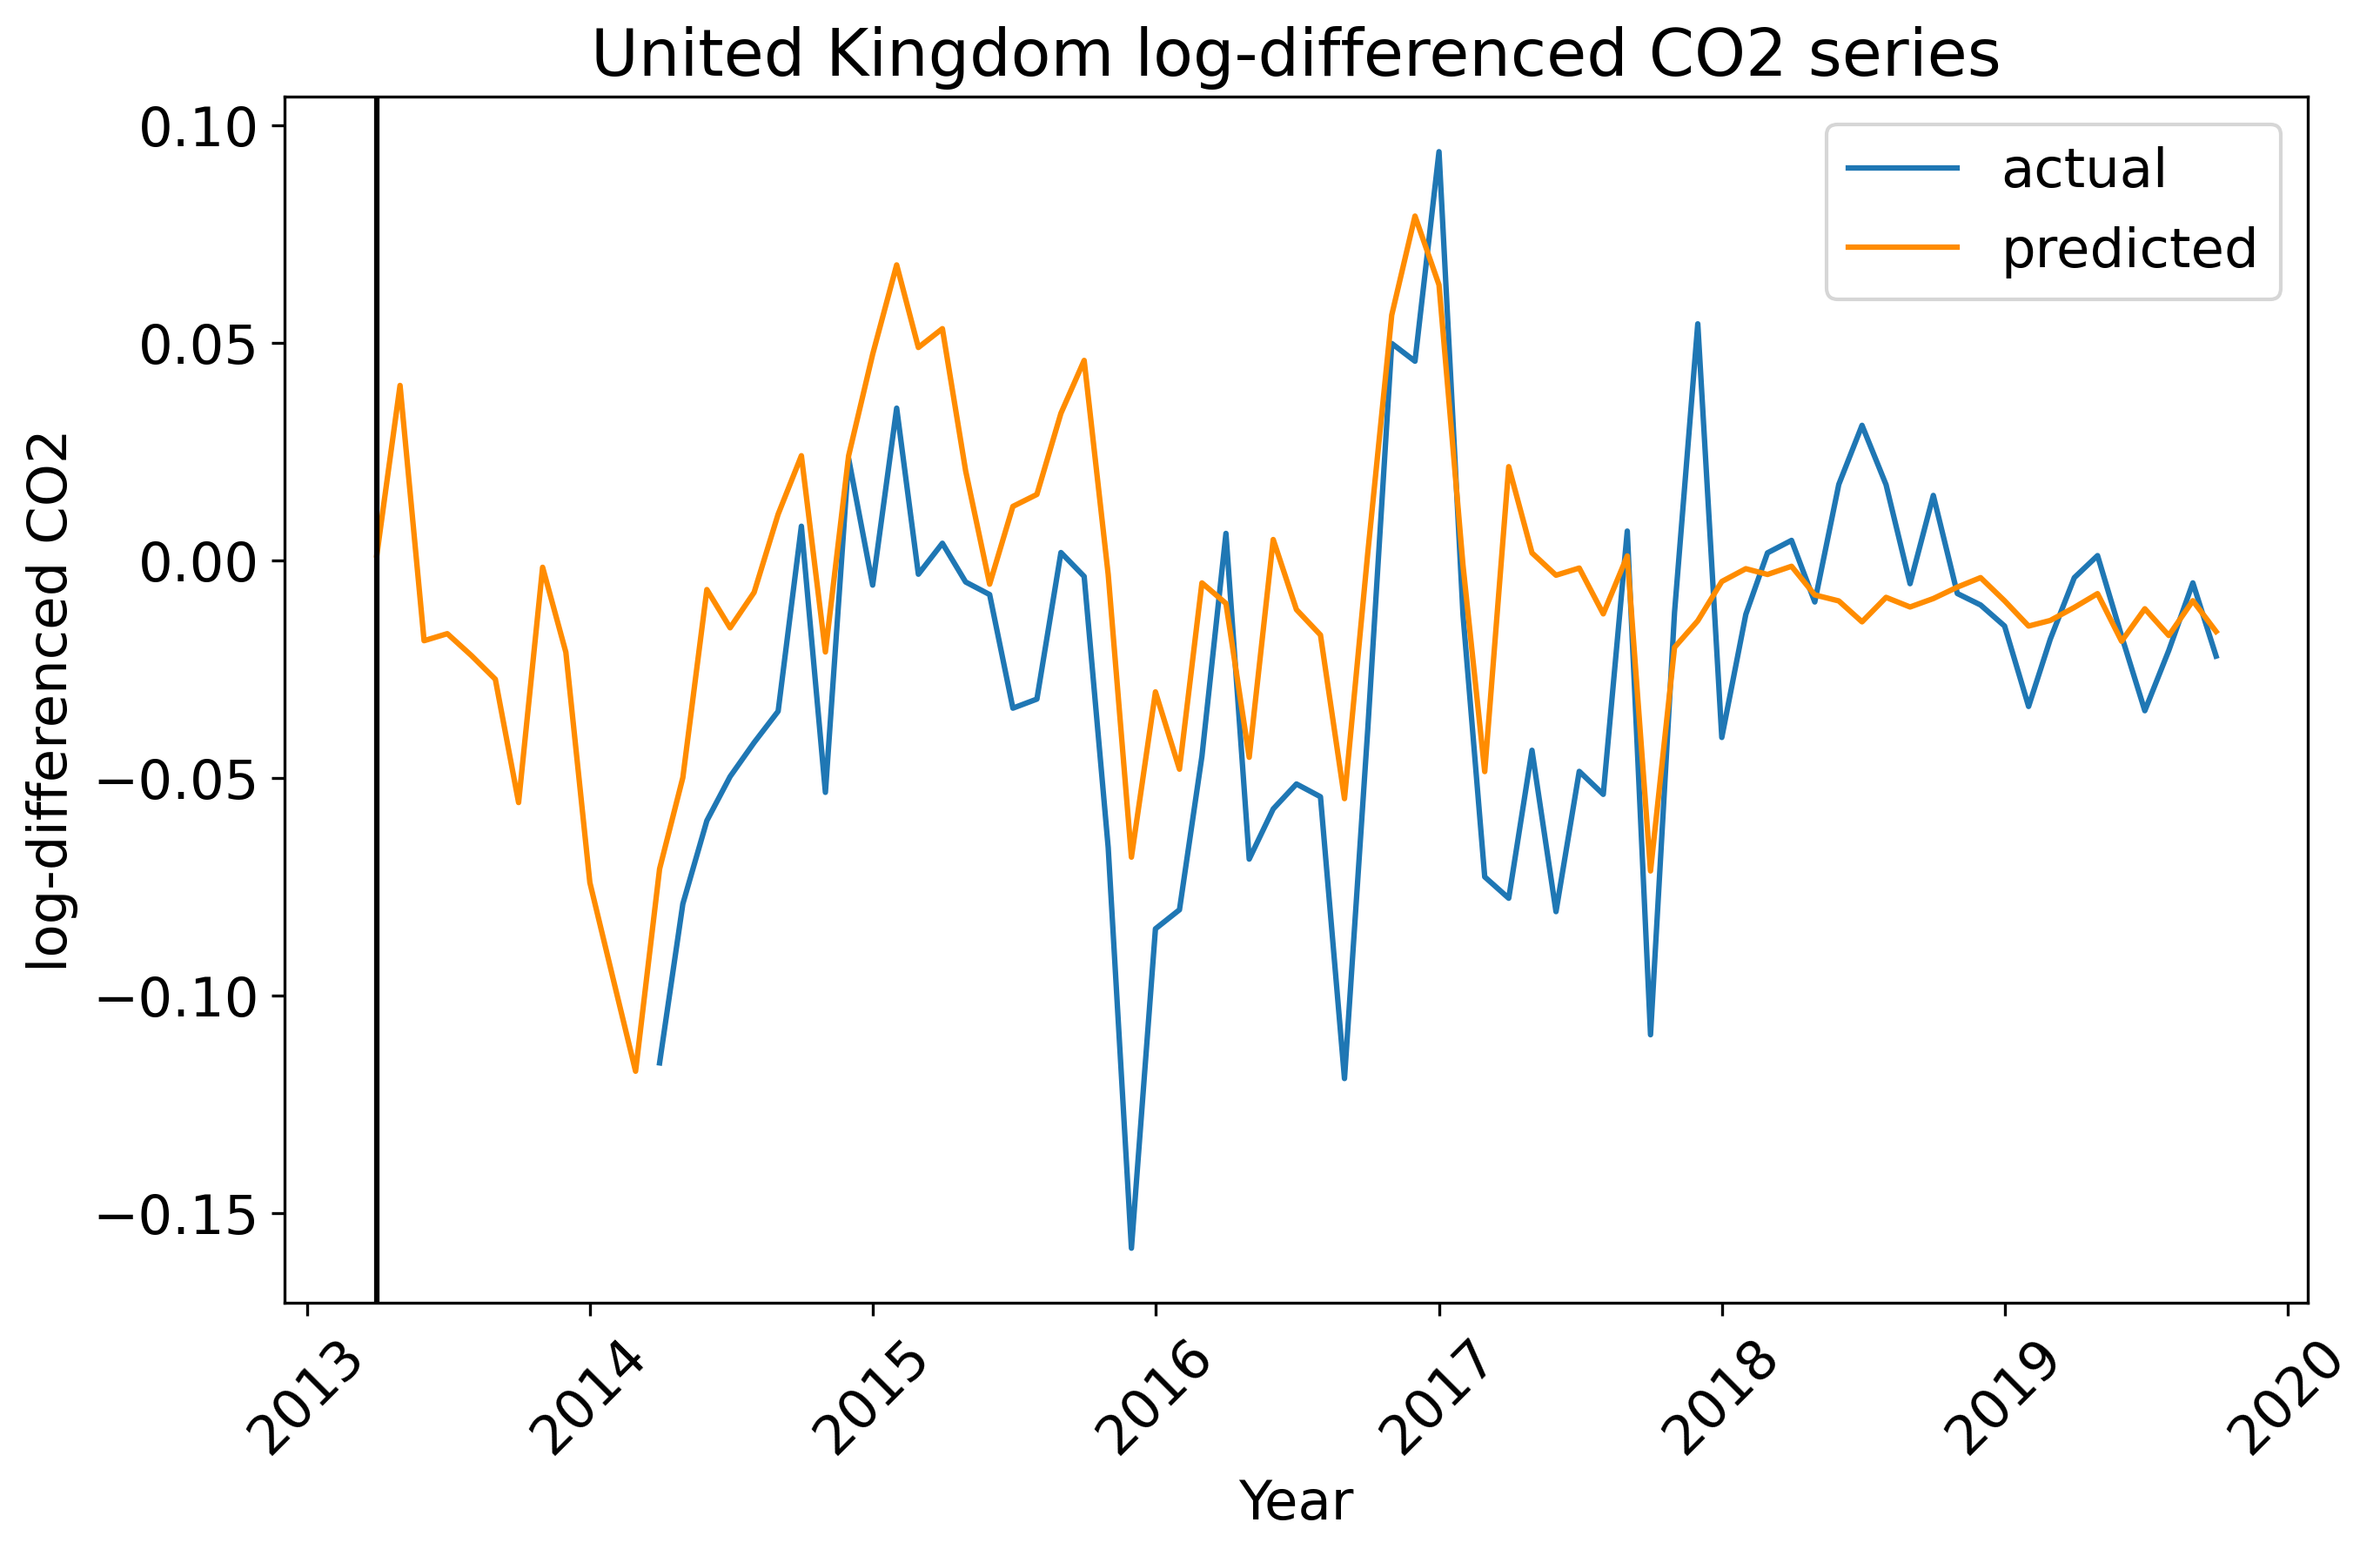 United Kingdom log-differenced CO2 series
actual
predicted
log-differenced CO2
0.10
0.05
0.00
−0.05
−0.10
−0.15
2013
2014
2015
2016
2017
2018
2019
2020
Year